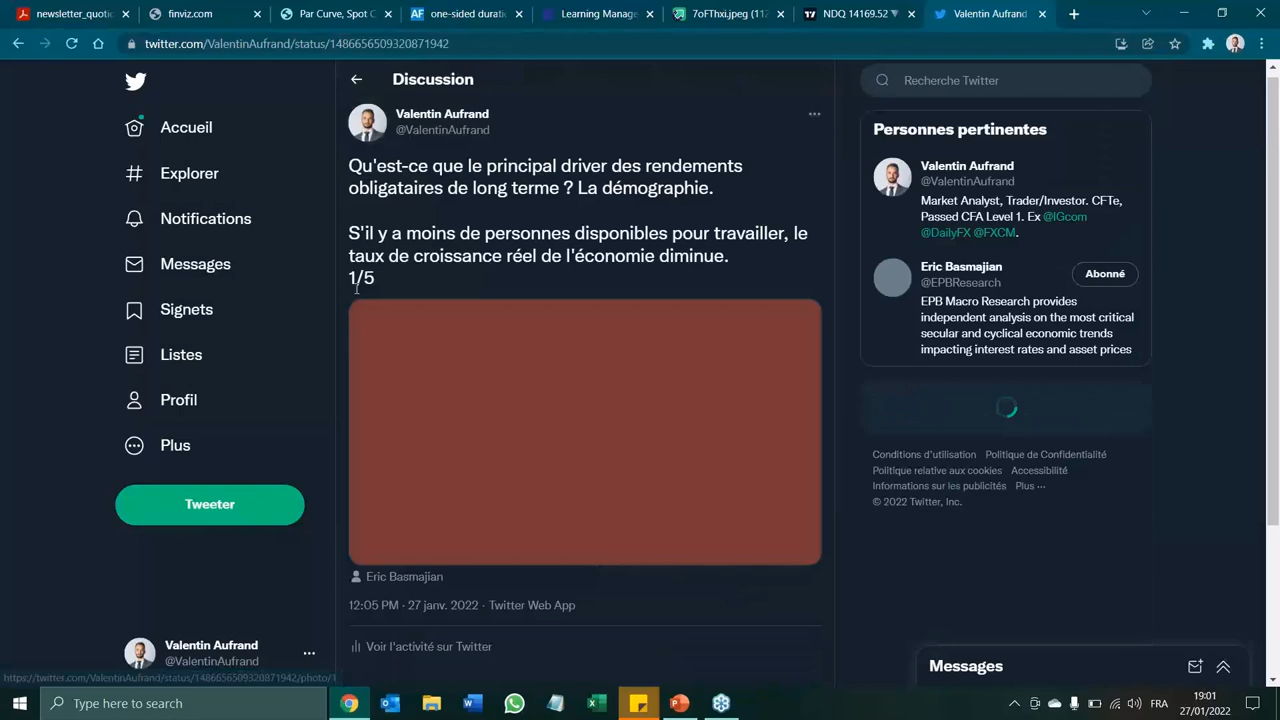 newsletter_quotic
finviz.com
Par Curve, Spot C
one-sided durati
Learning Manage
7oFThxi.jpeg (11
NDQ 14169.52 ▼
Valentin Aufrand
twitter.com/ValentinAufrand/status/1486656509320871942
Accueil
Explorer
Notifications
Messages
Signets
Listes
Profil
Plus
Tweeter
Valentin Aufrand
@ValentinAufrand
Discussion
Valentin Aufrand
@ValentinAufrand
Qu'est-ce que le principal driver des rendements
obligataires de long terme ? La démographie.
S'il y a moins de personnes disponibles pour travailler, le
taux de croissance réel de l'économie diminue.
1/5
Eric Basmajian
12:05 PM · 27 janv. 2022 · Twitter Web App
Voir l'activité sur Twitter
Recherche Twitter
Personnes pertinentes
Valentin Aufrand
@ValentinAufrand
Market Analyst, Trader/Investor. CFTe,
Passed CFA Level 1. Ex @IGcom
@DailyFX @FXCM.
Eric Basmajian
@EPBResearch
Abonné
EPB Macro Research provides
independent analysis on the most critical
secular and cyclical economic trends
impacting interest rates and asset prices
Conditions d'utilisation Politique de Confidentialité
Politique relative aux cookies Accessibilité
Informations sur les publicités Plus ···
© 2022 Twitter, Inc.
Messages
https://twitter.com/ValentinAufrand/status/1486656509320871942/photo/1
Type here to search
FRA
19:01
27/01/2022